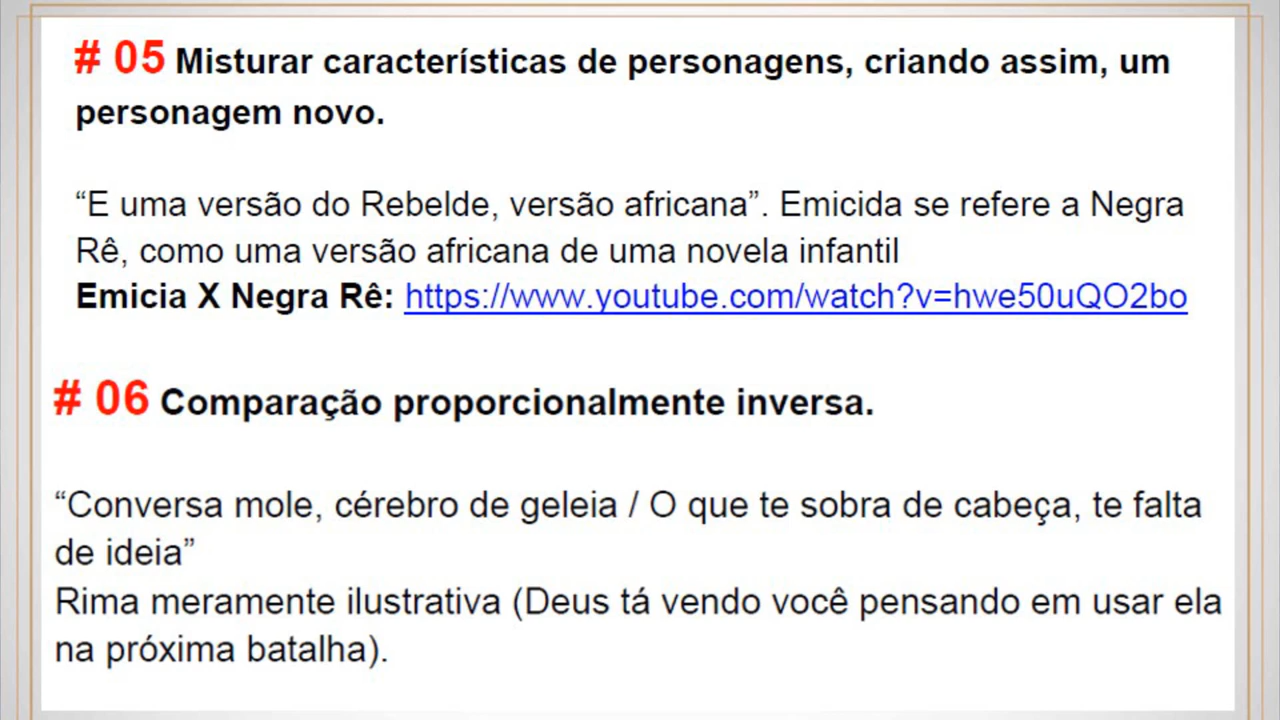 # 05 Misturar características de personagens, criando assim, um
personagem novo.
“E uma versão do Rebelde, versão africana”. Emicida se refere a Negra
Rê, como uma versão africana de uma novela infantil
Emicia X Negra Rê: https://www.youtube.com/watch?v=hwe50uQO2bo
# 06 Comparação proporcionalmente inversa.
“Conversa mole, cérebro de geleia / O que te sobra de cabeça, te falta
de ideia”
Rima meramente ilustrativa (Deus tá vendo você pensando em usar ela
na próxima batalha).